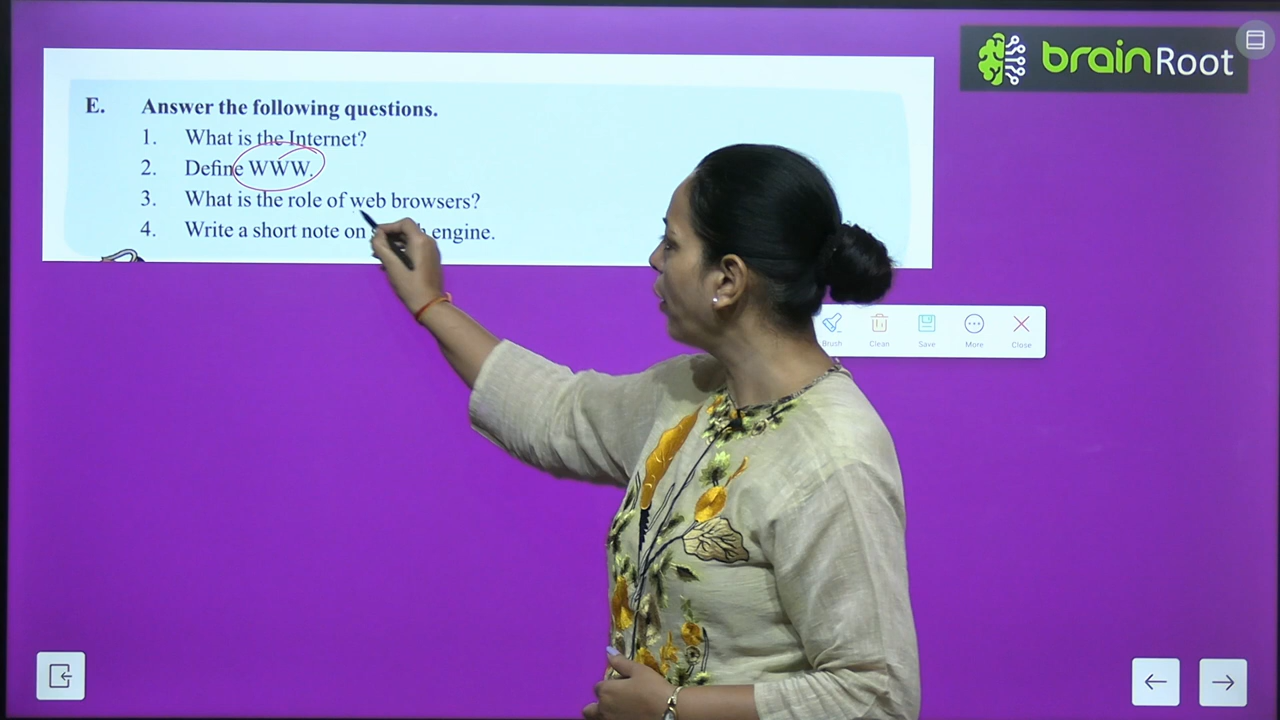 brainRoot
E. Answer the following questions.
1. What is the Internet?
2. Define WWW.
3. What is the role of web browsers?
4. Write a short note on engine.
Brush Clean Save More Close